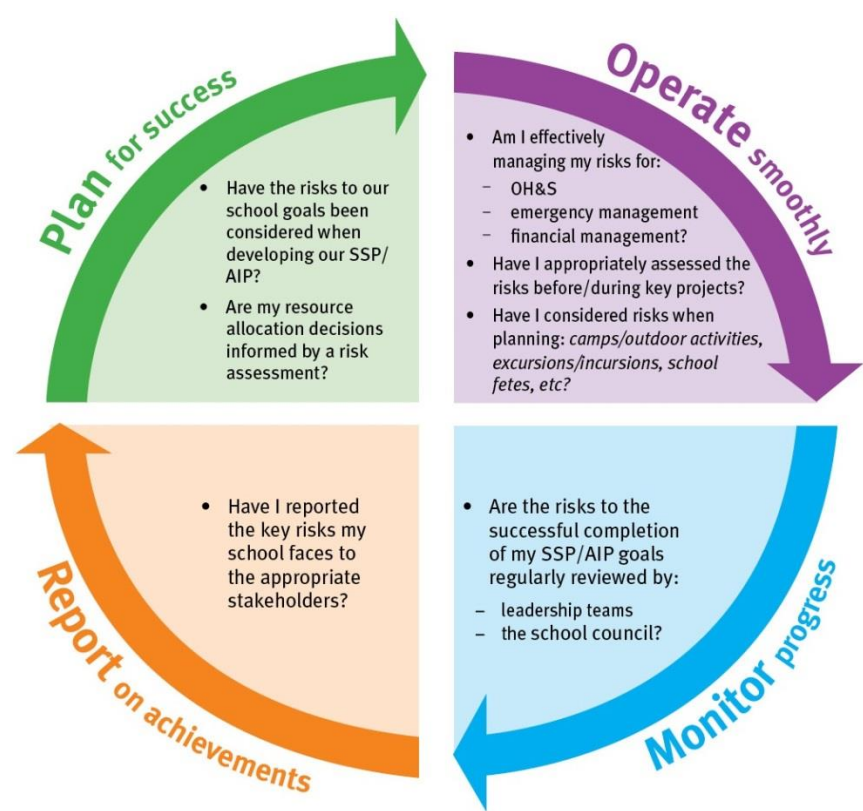 Plan for success
• Have the risks to our
school goals been
considered when
developing our SSP/
AIP?
• Are my resource
allocation decisions
informed by a risk
assessment?
Operate smoothly
• Am I effectively
managing my risks for:
– OH&S
– emergency management
– financial management?
• Have I appropriately assessed the
risks before/during key projects?
• Have I considered risks when
planning: camps/outdoor activities,
excursions/incursions, school
fetes, etc?
Monitor progress
• Are the risks to the
successful completion
of my SSP/AIP goals
regularly reviewed by:
– leadership teams
– the school council?
Report on achievements
• Have I reported
the key risks my
school faces to
the appropriate
stakeholders?